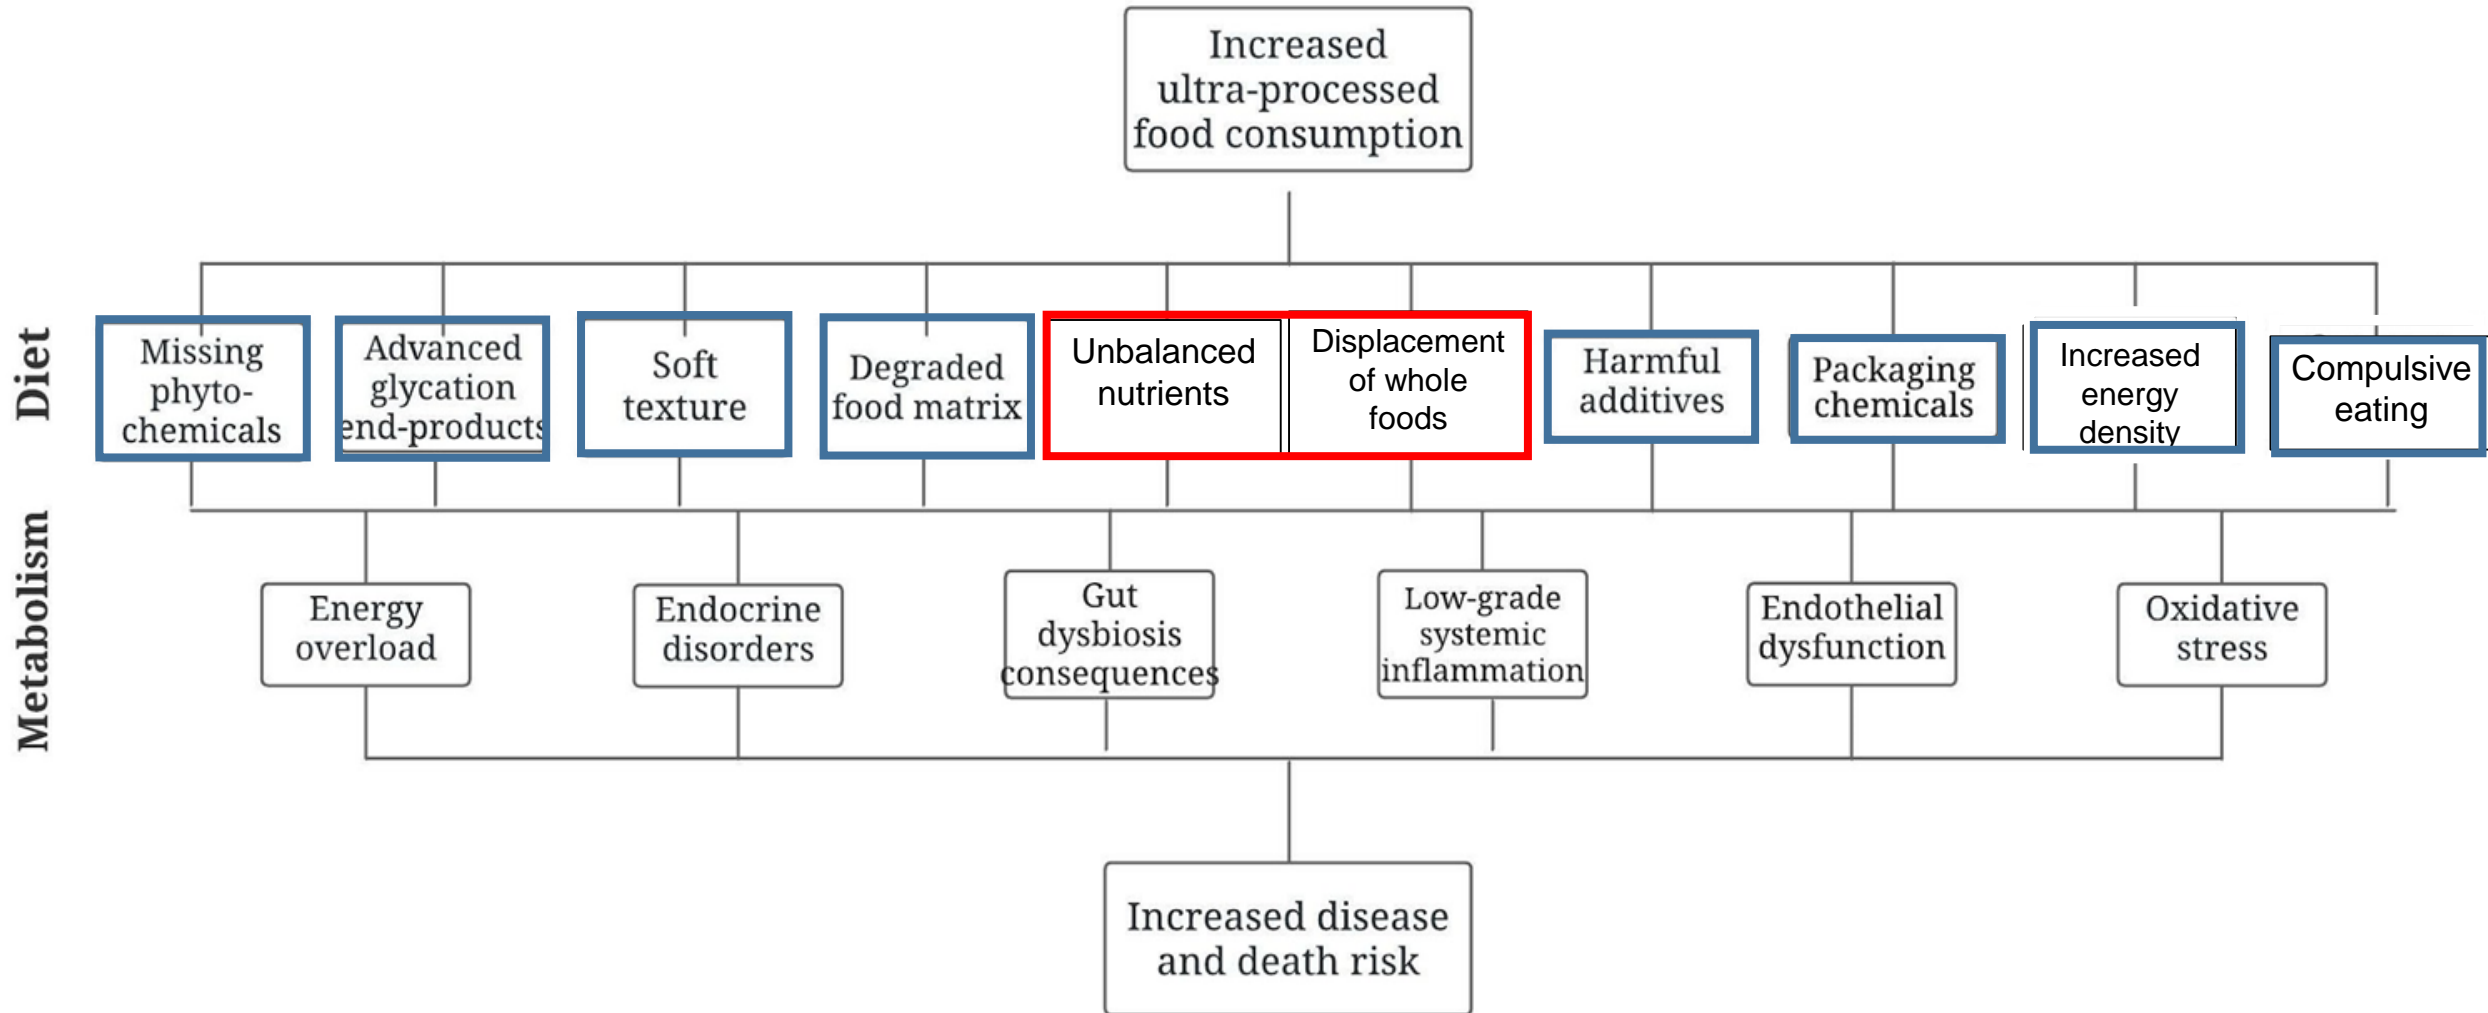 Increased
ultra-processed
food consumption
Diet
Missing
phyto-
chemicals
Advanced
glycation
end-products
Soft
texture
Degraded
food matrix
Unbalanced
nutrients
Displacement
of whole
foods
Harmful
additives
Packaging
chemicals
Increased
energy
density
Compulsive
eating
Metabolism
Energy
overload
Endocrine
disorders
Gut
dysbiosis
consequences
Low-grade
systemic
inflammation
Endothelial
dysfunction
Oxidative
stress
Increased disease
and death risk